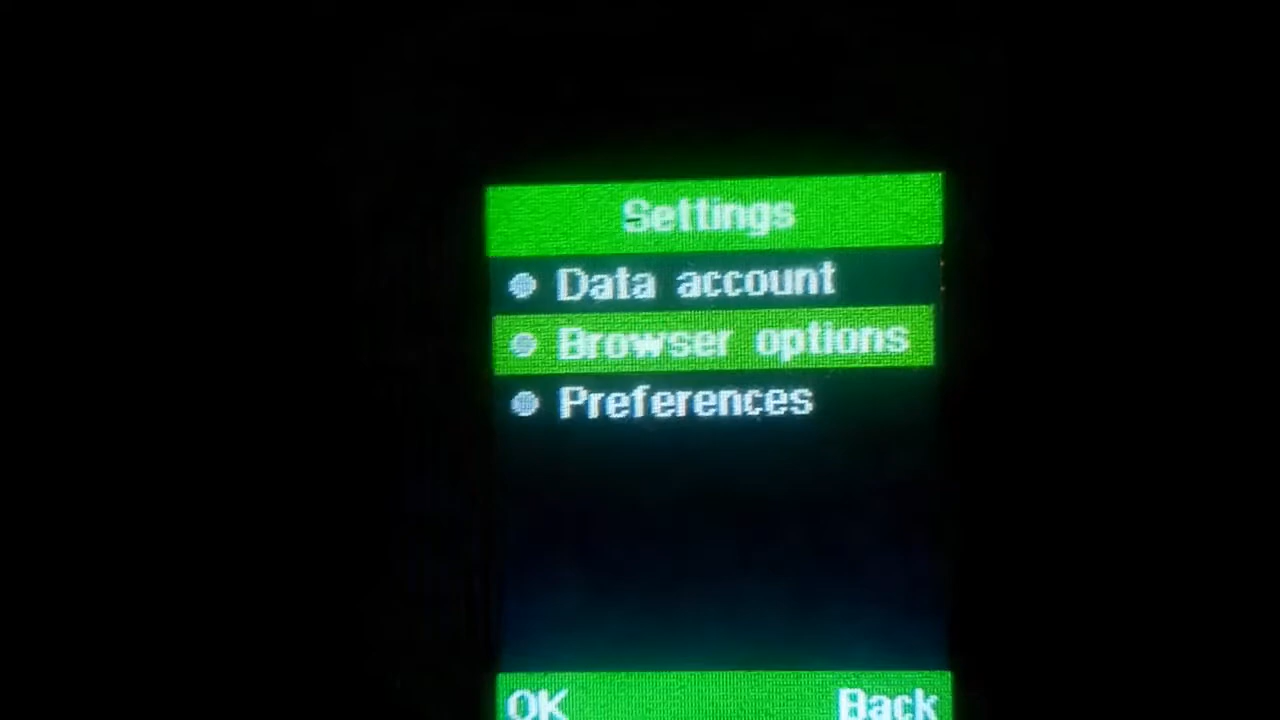 Settings
Data account
Browser options
Preferences
OK Back